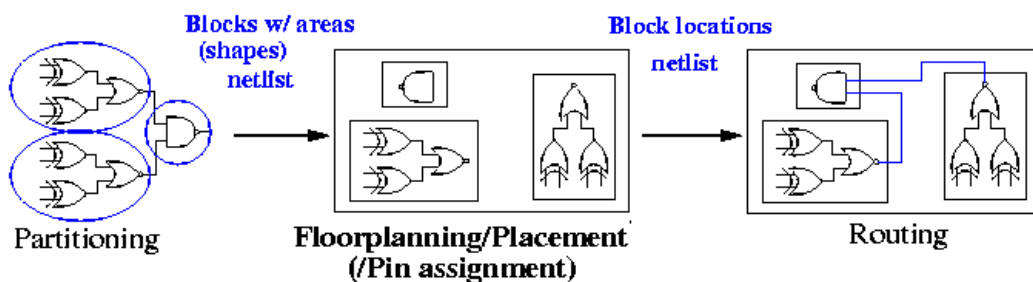 Blocks w/ areas
(shapes)
netlist
Block locations
netlist
Partitioning
Floorplanning/Placement
(/Pin assignment)
Routing